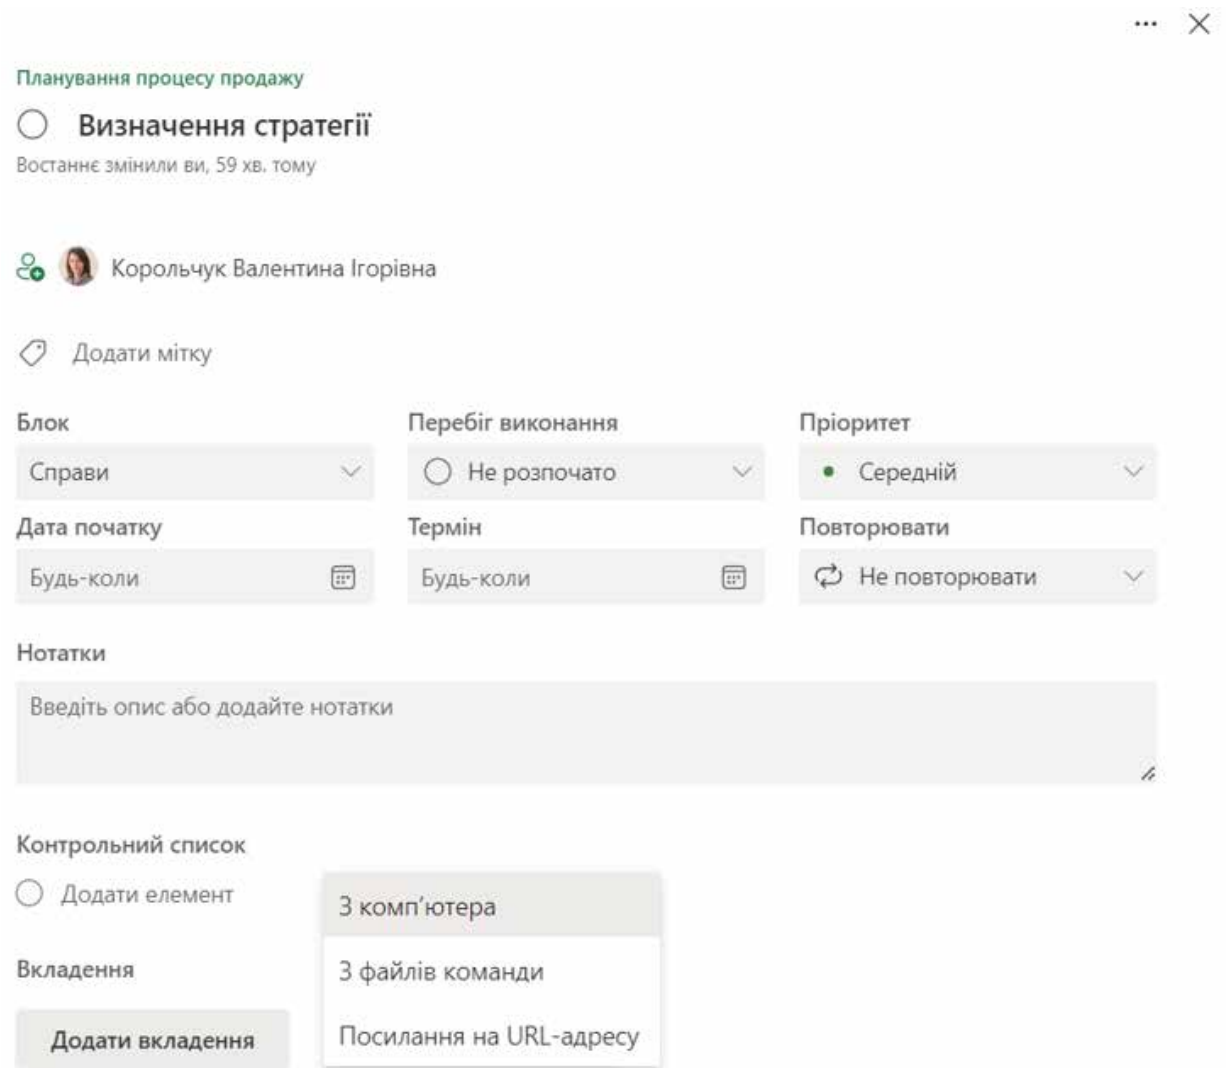 Планування процесу продажу
Визначення стратегії
Востаннє змінили ви, 59 хв. тому
Корольчук Валентина Ігорівна
Додати мітку
Блок Перебіг виконання Пріоритет
Справи Не розпочато Середній
Дата початку Термін Повторювати
Будь-коли Будь-коли Не повторювати
Нотатки
Введіть опис або додайте нотатки
Контрольний список
Додати елемент
З комп’ютера
Вкладення
З файлів команди
Додати вкладення
Посилання на URL-адресу